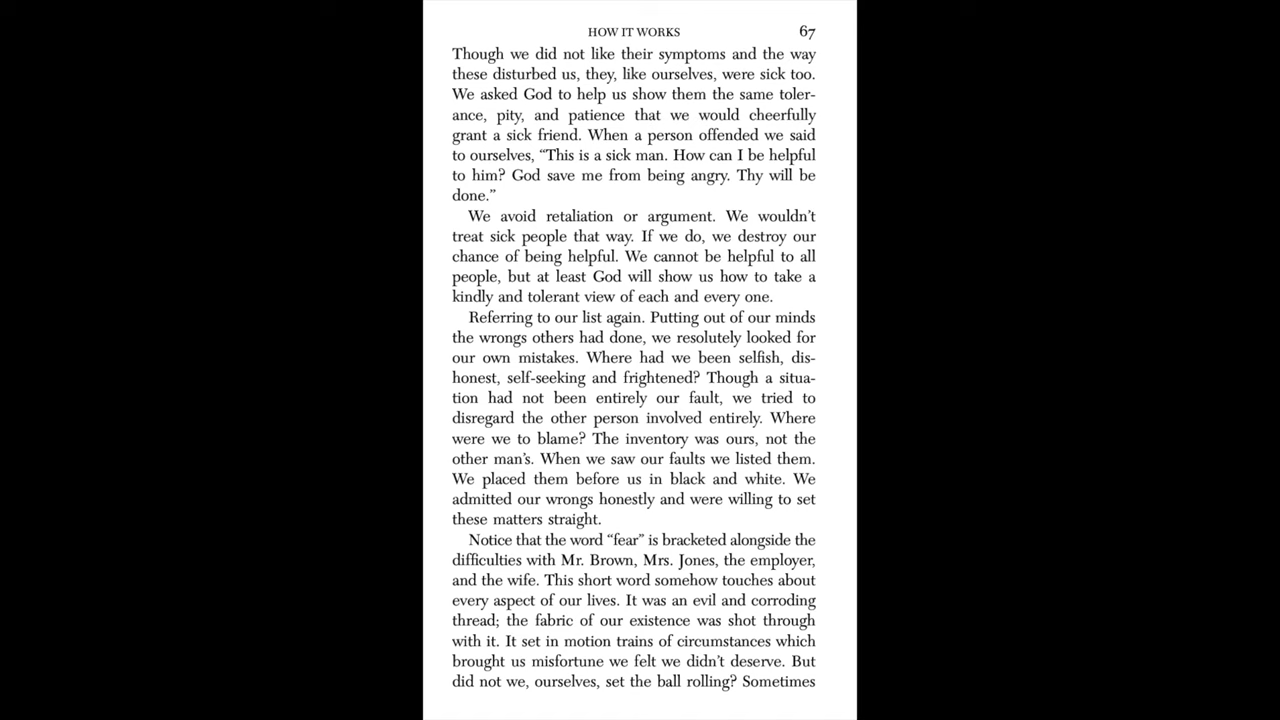 HOW IT WORKS 67
Though we did not like their symptoms and the way
these disturbed us, they, like ourselves, were sick too.
We asked God to help us show them the same toler-
ance, pity, and patience that we would cheerfully
grant a sick friend. When a person offended we said
to ourselves, “This is a sick man. How can I be helpful
to him? God save me from being angry. Thy will be
done.”
We avoid retaliation or argument. We wouldn’t
treat sick people that way. If we do, we destroy our
chance of being helpful. We cannot be helpful to all
people, but at least God will show us how to take a
kindly and tolerant view of each and every one.
Referring to our list again. Putting out of our minds
the wrongs others had done, we resolutely looked for
our own mistakes. Where had we been selfish, dis-
honest, self-seeking and frightened? Though a situa-
tion had not been entirely our fault, we tried to
disregard the other person involved entirely. Where
were we to blame? The inventory was ours, not the
other man’s. When we saw our faults we listed them.
We placed them before us in black and white. We
admitted our wrongs honestly and were willing to set
these matters straight.
Notice that the word “fear” is bracketed alongside the
difficulties with Mr. Brown, Mrs. Jones, the employer,
and the wife. This short word somehow touches about
every aspect of our lives. It was an evil and corroding
thread; the fabric of our existence was shot through
with it. It set in motion trains of circumstances which
brought us misfortune we felt we didn’t deserve. But
did not we, ourselves, set the ball rolling? Sometimes